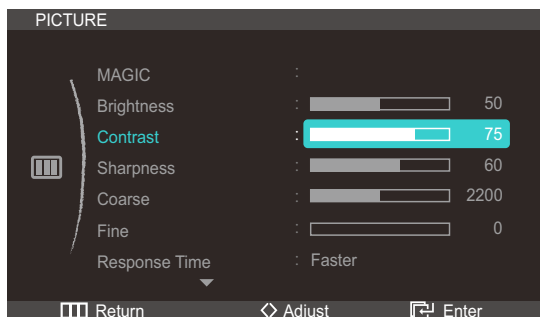 PICTURE
MAGIC :
Brightness : 50
Contrast : 75
Sharpness : 60
Coarse : 2200
Fine : 0
Response Time : Faster
Return Adjust Enter